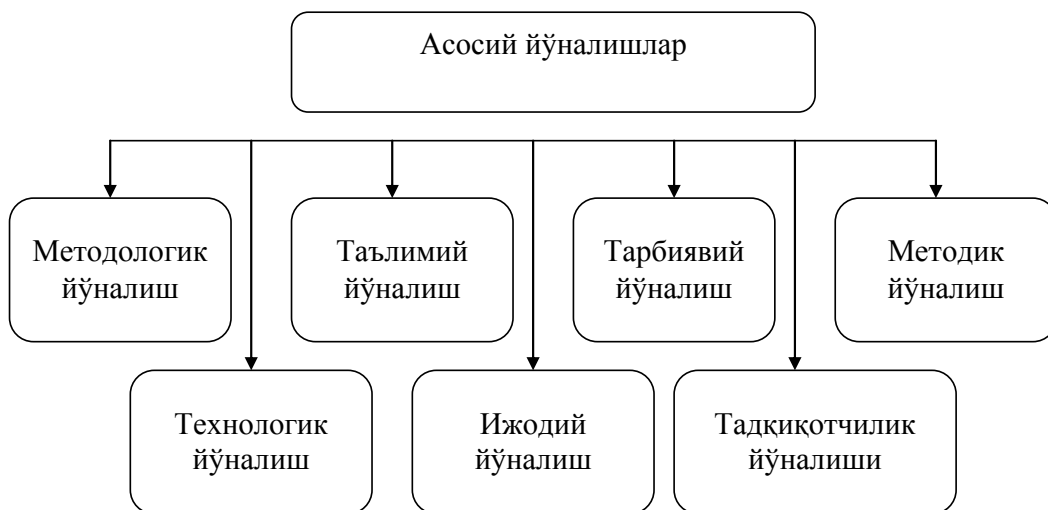 Асосий йўналишлар
Методологик
йўналиш
Таълимий
йўналиш
Тарбиявий
йўналиш
Методик
йўналиш
Технологик
йўналиш
Ижодий
йўналиш
Тадқиқотчилик
йўналиши